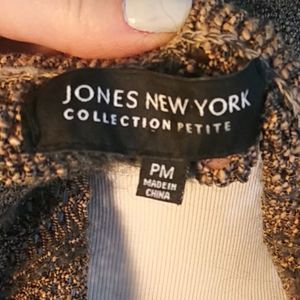 JONES NEW YORK
COLLECTION PETITE
PM
MADE IN
CHINA